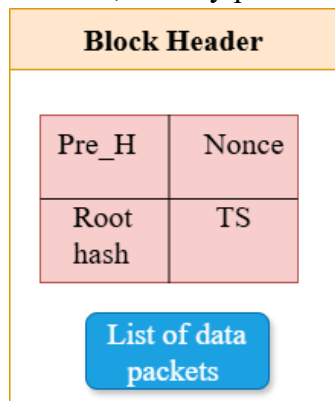 Block Header
Pre_H Nonce
Root TS
hash
List of data
packets